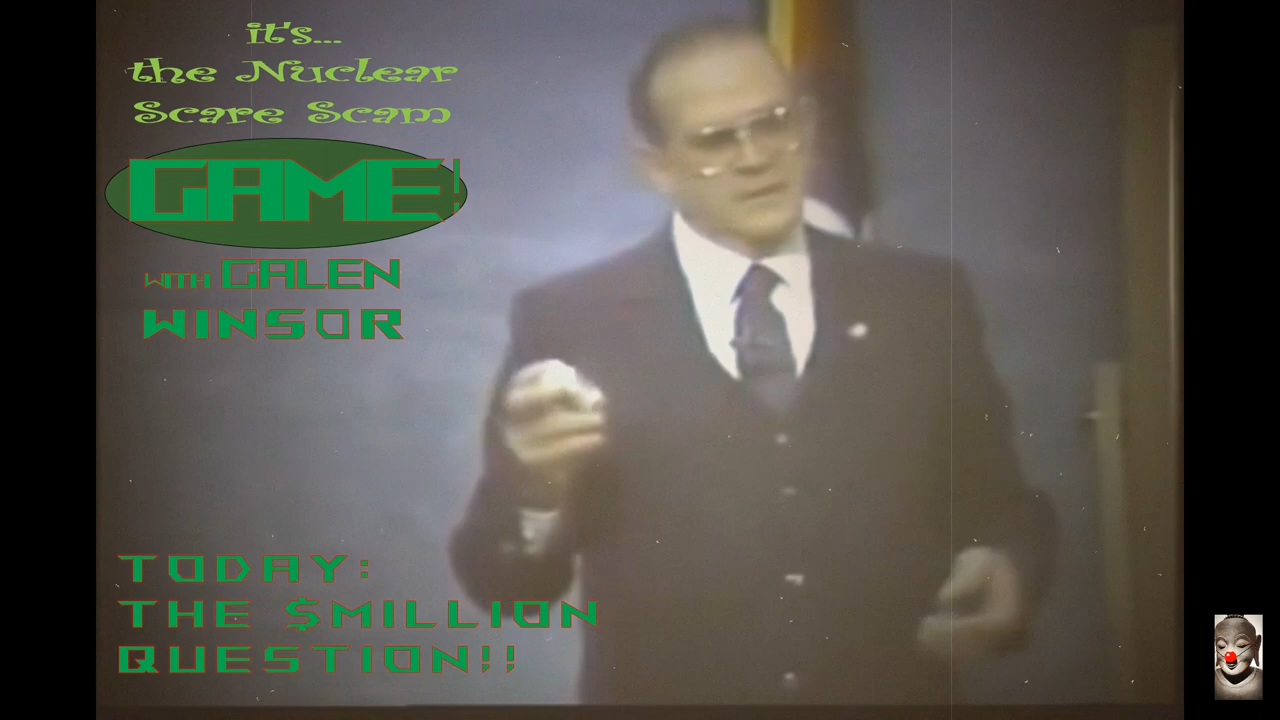 it's...
the Nuclear
Scare Scam
GAME!
WITH GALEN
WINSOR
TODAY:
THE $MILLION
QUESTION!!